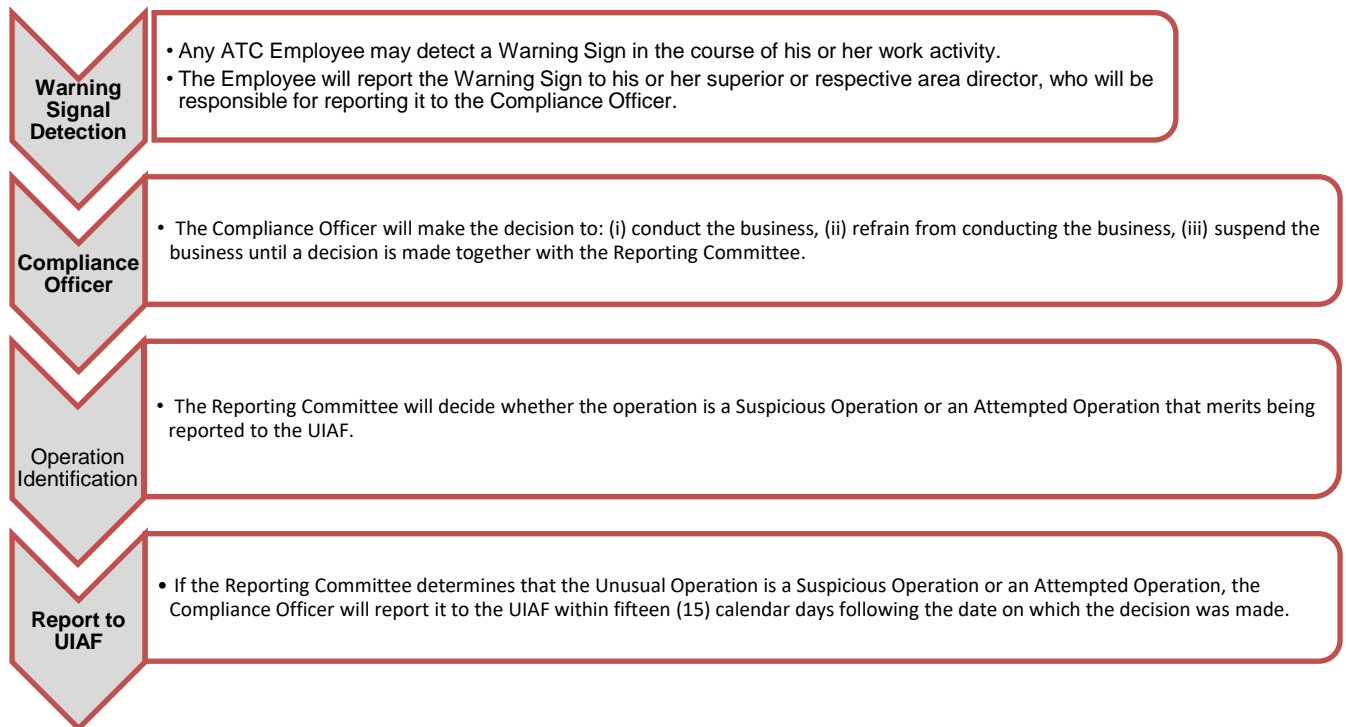 Warning
Signal
Detection
• Any ATC Employee may detect a Warning Sign in the course of his or her work activity.
• The Employee will report the Warning Sign to his or her superior or respective area director, who will be
responsible for reporting it to the Compliance Officer.
Compliance
Officer
• The Compliance Officer will make the decision to: (i) conduct the business, (ii) refrain from conducting the business, (iii) suspend the
business until a decision is made together with the Reporting Committee.
Operation
Identification
• The Reporting Committee will decide whether the operation is a Suspicious Operation or an Attempted Operation that merits being
reported to the UIAF.
Report to
UIAF
• If the Reporting Committee determines that the Unusual Operation is a Suspicious Operation or an Attempted Operation, the
Compliance Officer will report it to the UIAF within fifteen (15) calendar days following the date on which the decision was made.